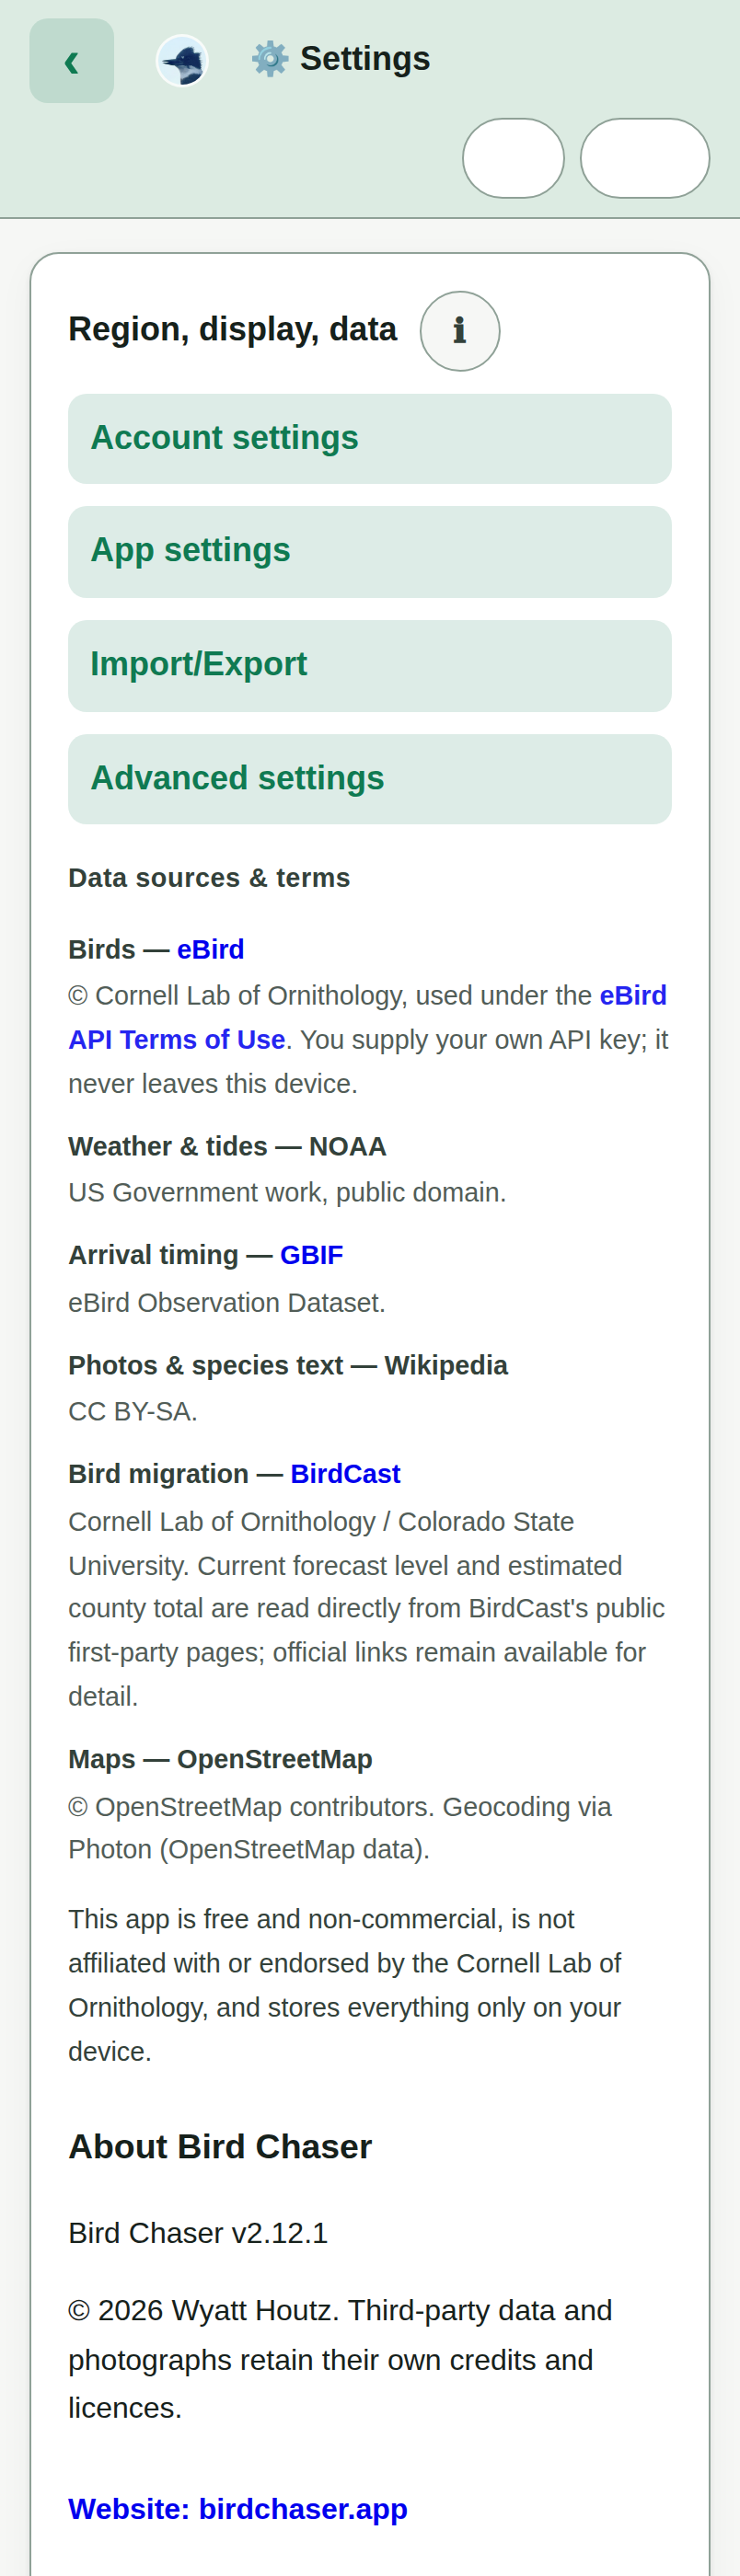 ‹ ⚙️ Settings
Region, display, data ℹ
Account settings
App settings
Import/Export
Advanced settings
Data sources & terms
Birds — eBird
© Cornell Lab of Ornithology, used under the eBird
API Terms of Use. You supply your own API key; it
never leaves this device.
Weather & tides — NOAA
US Government work, public domain.
Arrival timing — GBIF
eBird Observation Dataset.
Photos & species text — Wikipedia
CC BY-SA.
Bird migration — BirdCast
Cornell Lab of Ornithology / Colorado State
University. Current forecast level and estimated
county total are read directly from BirdCast's public
first-party pages; official links remain available for
detail.
Maps — OpenStreetMap
© OpenStreetMap contributors. Geocoding via
Photon (OpenStreetMap data).
This app is free and non-commercial, is not
affiliated with or endorsed by the Cornell Lab of
Ornithology, and stores everything only on your
device.
About Bird Chaser
Bird Chaser v2.12.1
© 2026 Wyatt Houtz. Third-party data and
photographs retain their own credits and
licences.
Website: birdchaser.app